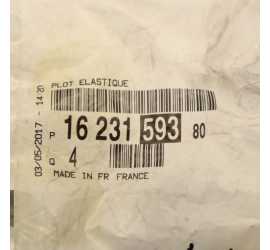 PLOT ELASTIQUE
P 16 231 593 80
Q 4
MADE IN FR FRANCE
03/05/2017 - 14:20